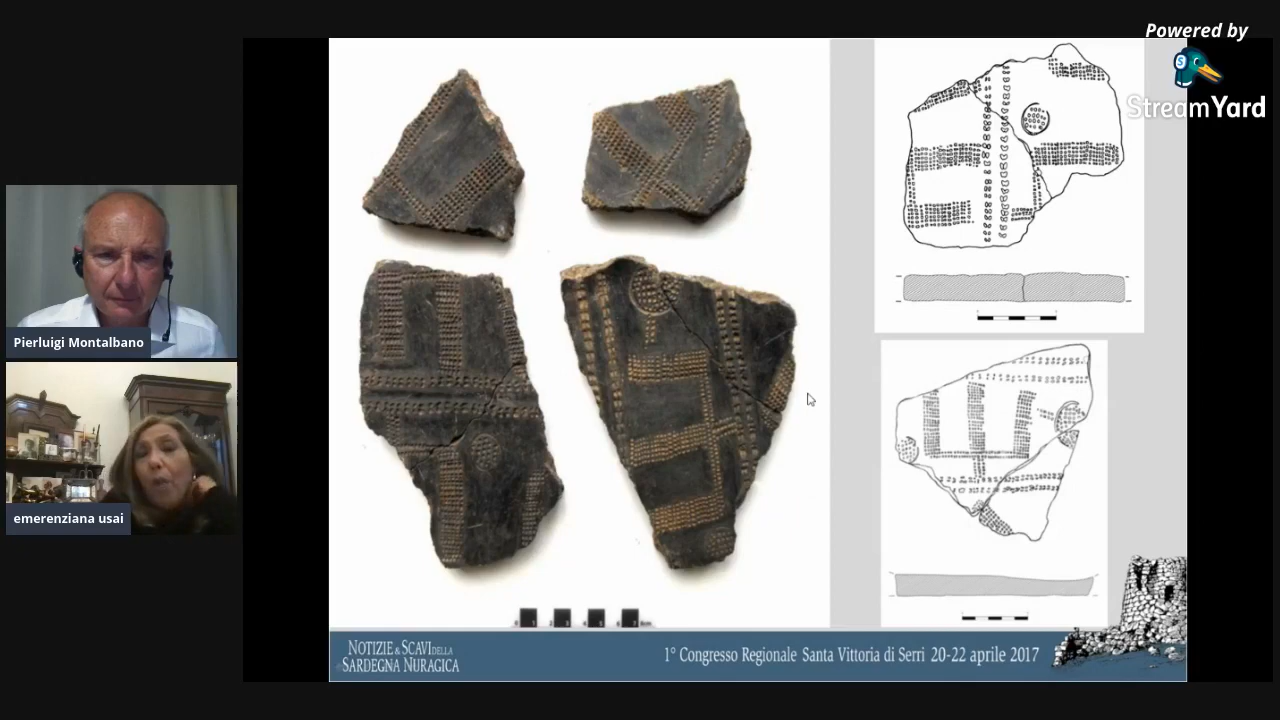 Powered by
StreamYard
Pierluigi Montalbano
emerenziana usai
NOTIZIE & SCAVI DELLA
SARDEGNA NURAGICA
1° Congresso Regionale Santa Vittoria di Serri 20-22 aprile 2017